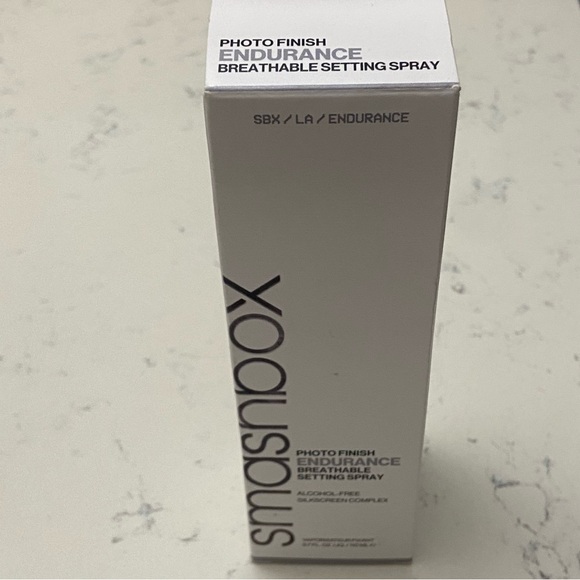 PHOTO FINISH
ENDURANCE
BREATHABLE SETTING SPRAY
SBX / LA / ENDURANCE
smashbox
PHOTO FINISH
ENDURANCE
BREATHABLE
SETTING SPRAY
ALCOHOL-FREE
SILKSCREEN COMPLEX